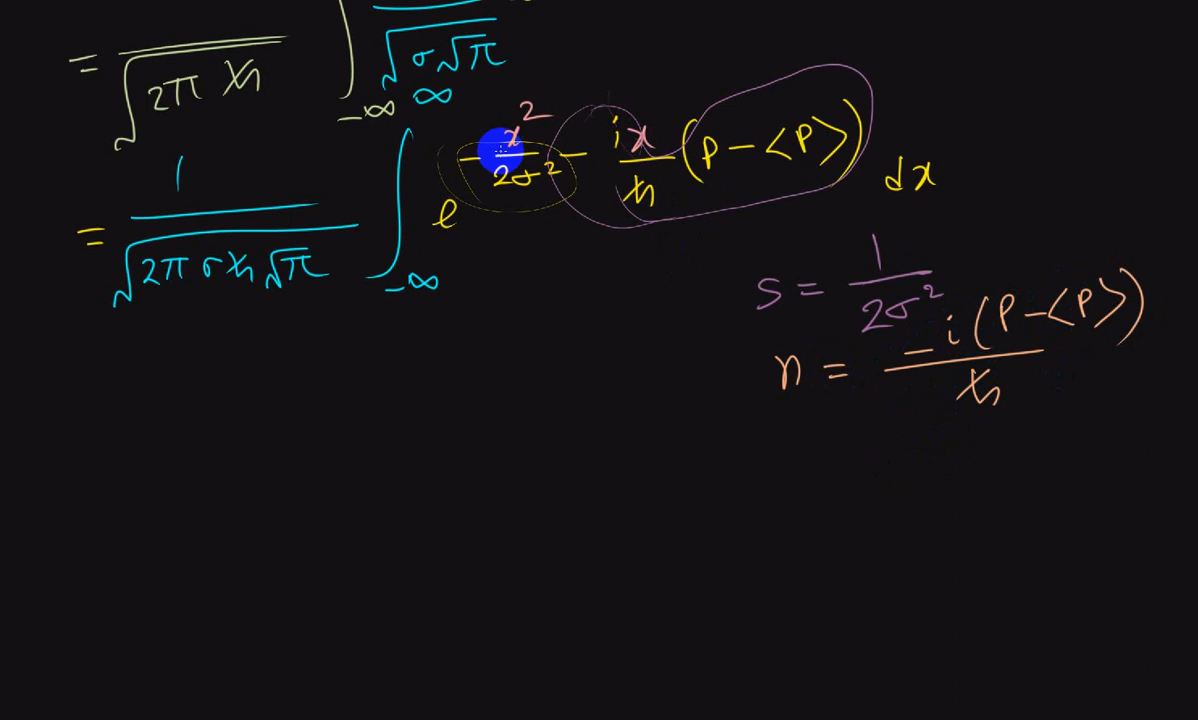 = 1/√(2π ħ) ∫_{-∞} 1/√(σ√π)
= 1/√(2π σ ħ √π) ∫_{-∞}^{∞} e^{-x²/2σ² - ix/ħ (p - <p>)} dx
s = 1/2σ²
n = -i(p - <p>)/ħ